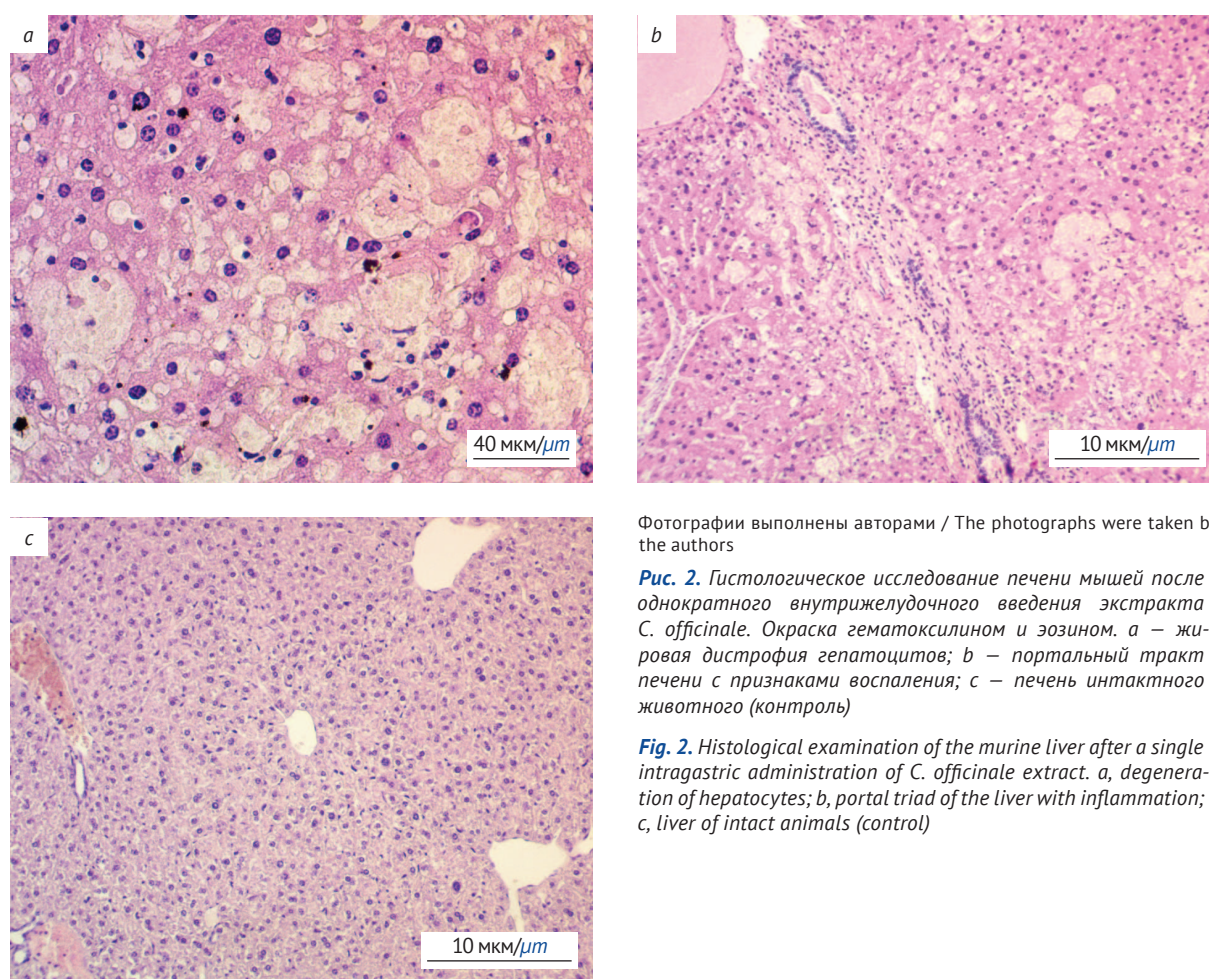 a
40 мкм/μm
b
10 мкм/μm
c
10 мкм/μm
Фотографии выполнены авторами / The photographs were taken b
the authors
Рис. 2. Гистологическое исследование печени мышей после
однократного внутрижелудочного введения экстракта
C. officinale. Окраска гематоксилином и эозином. a — жи-
ровая дистрофия гепатоцитов; b — портальный тракт
печени с признаками воспаления; c — печень интактного
животного (контроль)
Fig. 2. Histological examination of the murine liver after a single
intragastric administration of C. officinale extract. a, degenera-
tion of hepatocytes; b, portal triad of the liver with inflammation;
c, liver of intact animals (control)